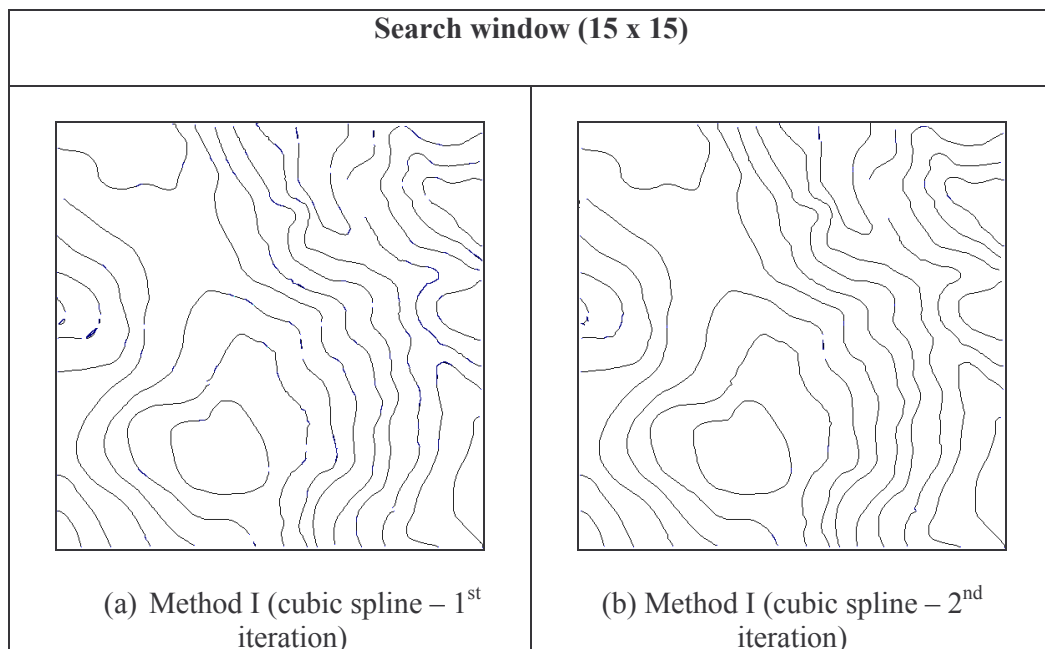 Search window (15 x 15)
(a) Method I (cubic spline – 1st
iteration)
(b) Method I (cubic spline – 2nd
iteration)